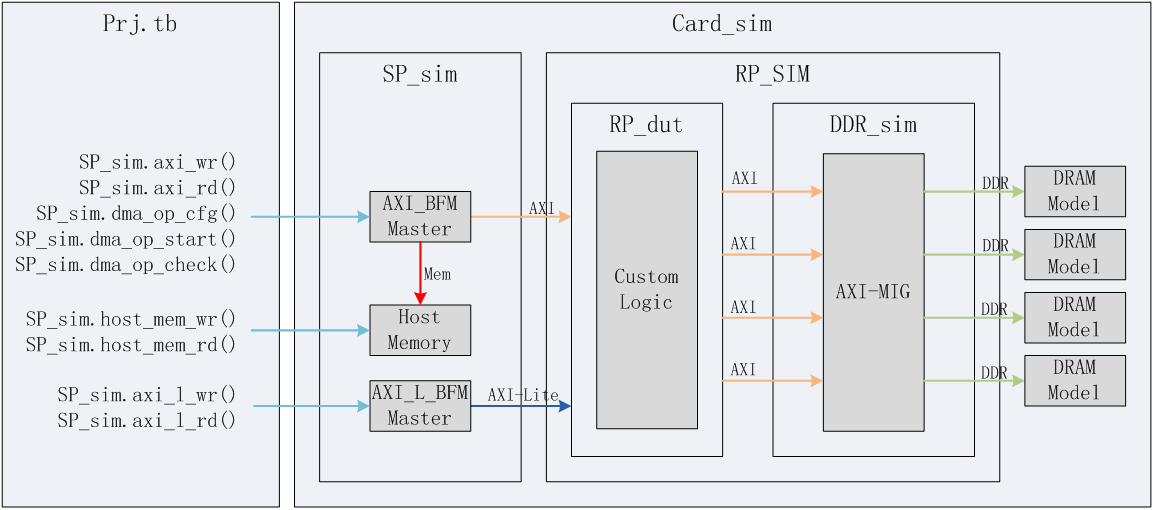 Prj.tb
SP_sim.axi_wr()
SP_sim.axi_rd()
SP_sim.dma_op_cfg()
SP_sim.dma_op_start()
SP_sim.dma_op_check()
SP_sim.host_mem_wr()
SP_sim.host_mem_rd()
SP_sim.axi_l_wr()
SP_sim.axi_l_rd()
Card_sim
SP_sim
AXI_BFM
Master
Mem
Host
Memory
AXI_L_BFM
Master
AXI
AXI-Lite
RP_SIM
RP_dut
Custom
Logic
AXI
AXI
AXI
AXI
DDR_sim
AXI-MIG
DDR
DDR
DDR
DDR
DRAM
Model
DRAM
Model
DRAM
Model
DRAM
Model